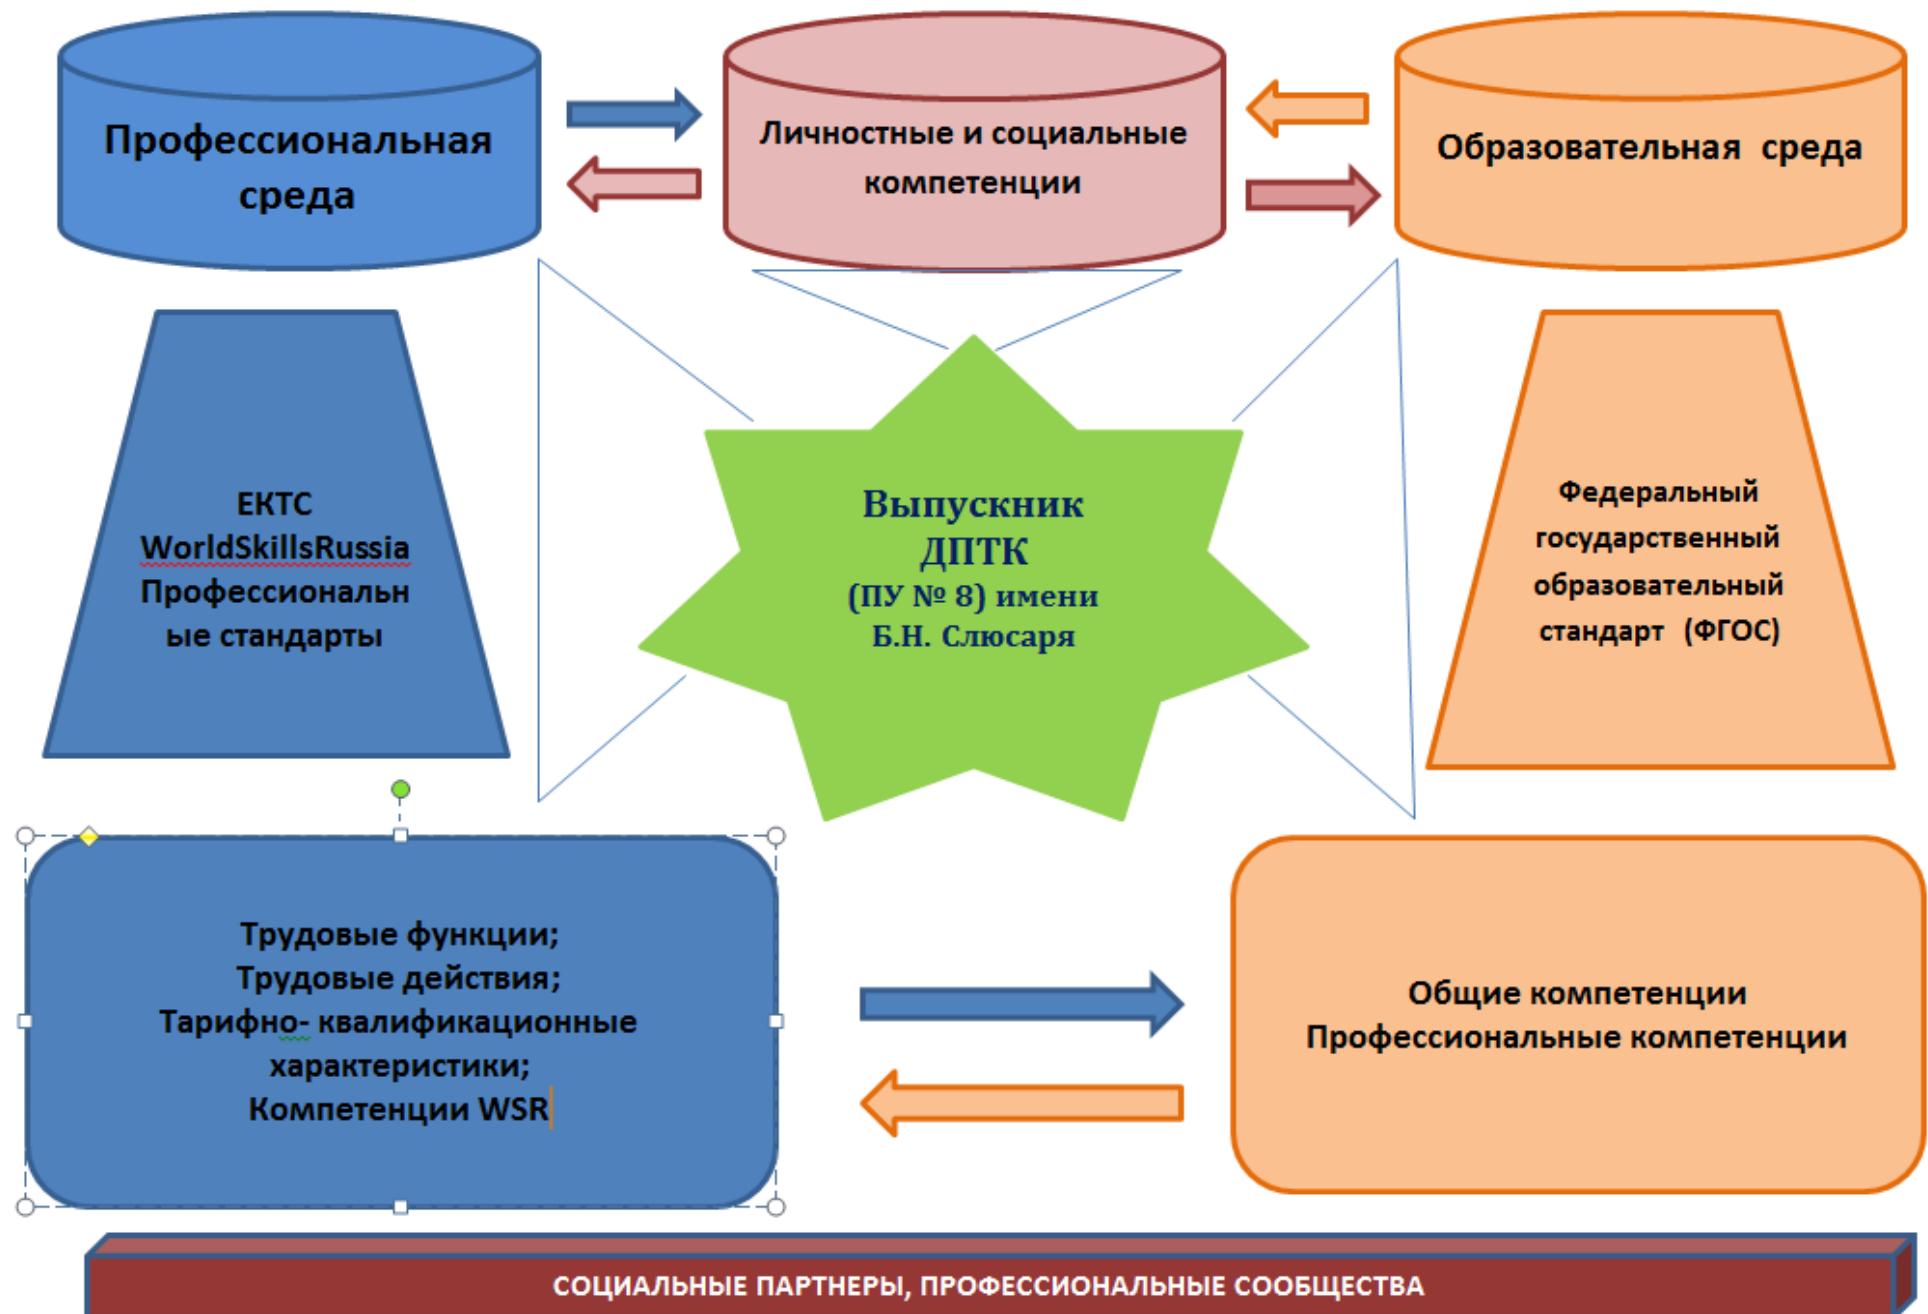 Профессиональная
среда
Личностные и социальные
компетенции
Образовательная среда
ЕКТС
WorldSkillsRussia
Профессиональн
ые стандарты
Выпускник
ДПТК
(ПУ № 8) имени
Б.Н. Слюсаря
Федеральный
государственный
образовательный
стандарт (ФГОС)
Трудовые функции;
Трудовые действия;
Тарифно- квалификационные
характеристики;
Компетенции WSR
Общие компетенции
Профессиональные компетенции
СОЦИАЛЬНЫЕ ПАРТНЕРЫ, ПРОФЕССИОНАЛЬНЫЕ СООБЩЕСТВА